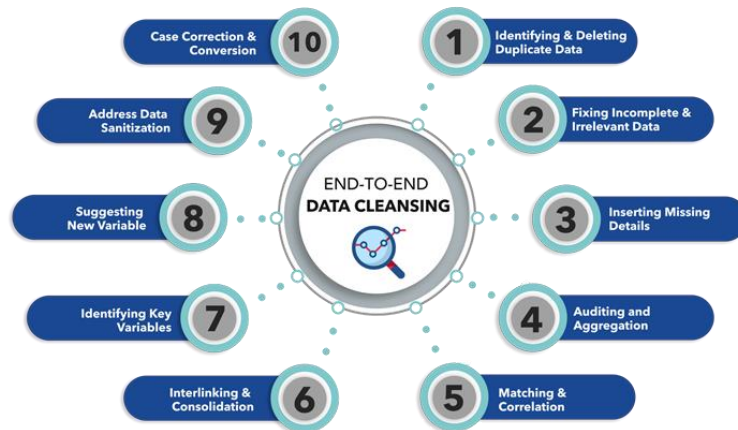 END-TO-END
DATA CLEANSING
1
Identifying & Deleting
Duplicate Data
2
Fixing Incomplete &
Irrelevant Data
3
Inserting Missing
Details
4
Auditing and
Aggregation
5
Matching &
Correlation
6
Interlinking &
Consolidation
7
Identifying Key
Variables
8
Suggesting
New Variable
9
Address Data
Sanitization
10
Case Correction &
Conversion